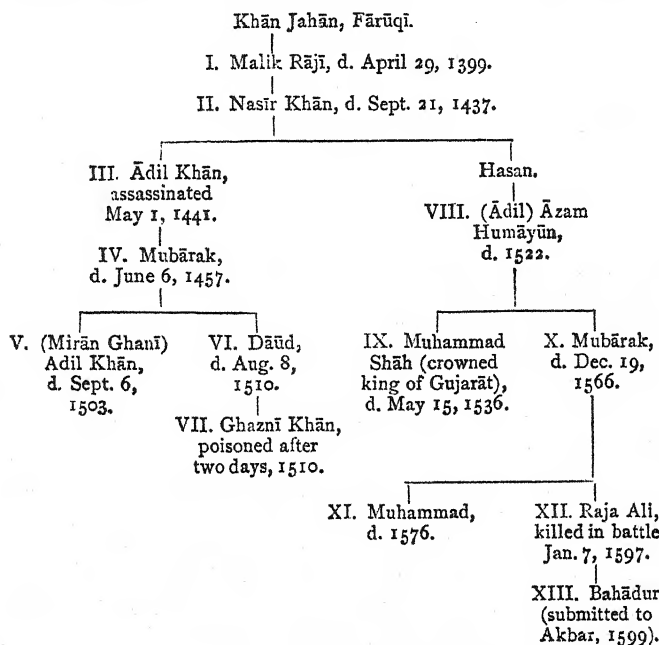 Khān Jahān, Fārūqī.
I. Malik Rājī, d. April 29, 1399.
II. Nasīr Khān, d. Sept. 21, 1437.
III. Ādil Khān,
assassinated
May 1, 1441.
Hasan.
VIII. (Ādil) Āzam
Humāyūn,
d. 1522.
IV. Mubārak,
d. June 6, 1457.
V. (Mirān Ghanī)
Adil Khān,
d. Sept. 6,
1503.
VI. Dāūd,
d. Aug. 8,
1510.
VII. Ghaznī Khān,
poisoned after
two days, 1510.
IX. Muhammad
Shāh (crowned
king of Gujarāt),
d. May 15, 1536.
X. Mubārak,
d. Dec. 19,
1566.
XI. Muhammad,
d. 1576.
XII. Raja Ali,
killed in battle
Jan. 7, 1597.
XIII. Bahādur
(submitted to
Akbar, 1599).